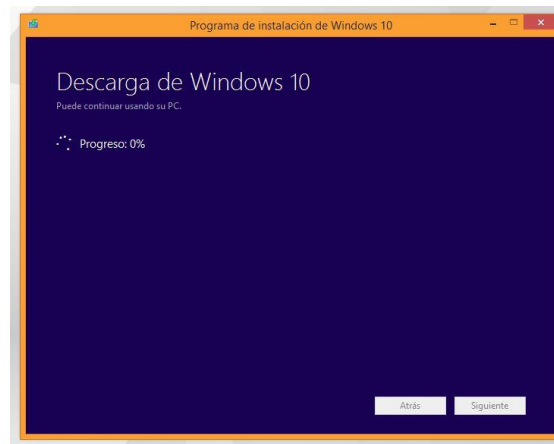 Programa de instalación de Windows 10
Descarga de Windows 10
Puede continuar usando su PC.
Progreso: 0%
Atrás
Siguiente